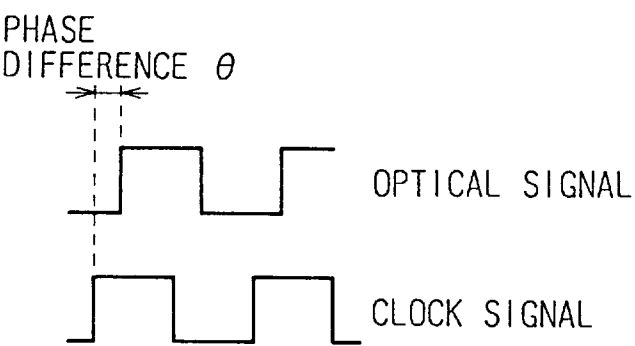 PHASE
DIFFERENCE θ
OPTICAL SIGNAL
CLOCK SIGNAL